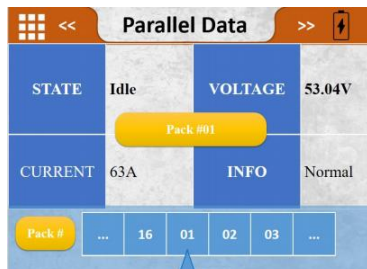 << Parallel Data >>
STATE Idle VOLTAGE 53.04V
Pack #01
CURRENT 63A INFO Normal
Pack # ... 16 01 02 03 ...